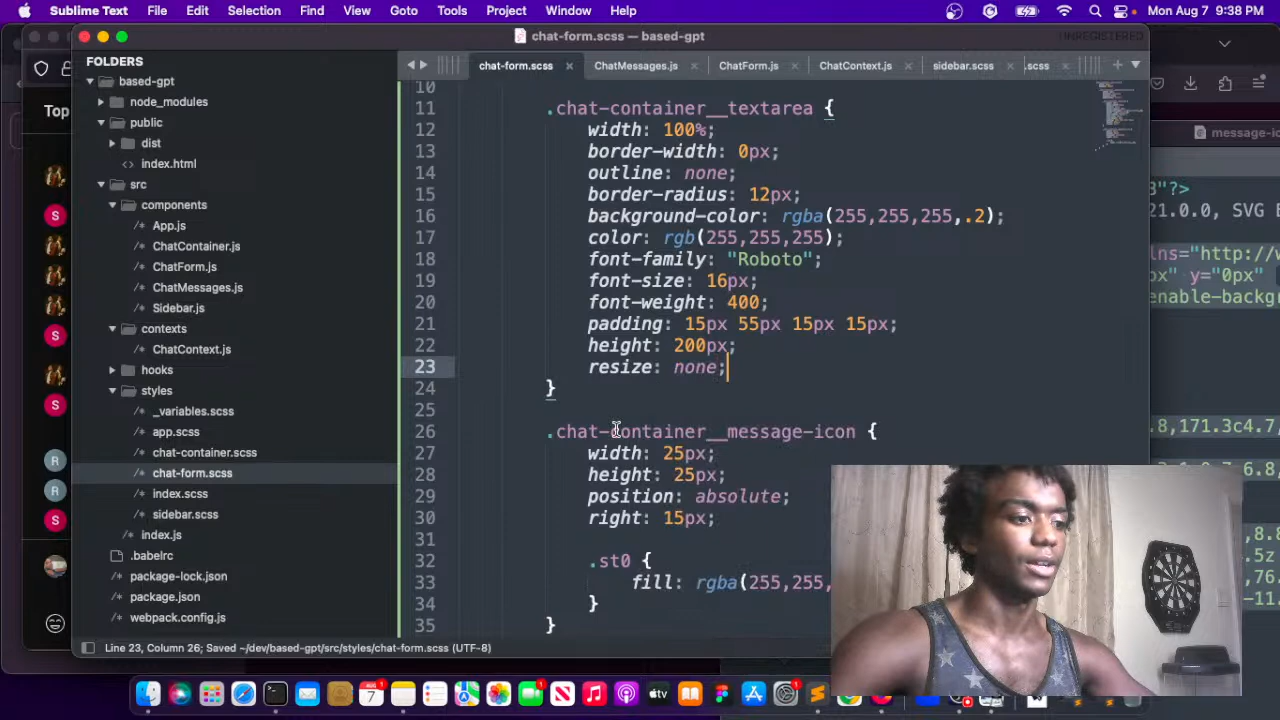 Sublime Text File Edit Selection Find View Goto Tools Project Window Help Mon Aug 7 9:38 PM
chat-form.scss — based-gpt
UNREGISTERED
FOLDERS
based-gpt
node_modules
public
dist
index.html
src
components
App.js
ChatContainer.js
ChatForm.js
ChatMessages.js
Sidebar.js
contexts
ChatContext.js
hooks
styles
_variables.scss
app.scss
chat-container.scss
chat-form.scss
index.scss
sidebar.scss
index.js
.babelrc
package-lock.json
package.json
webpack.config.js
chat-form.scss ChatMessages.js ChatForm.js ChatContext.js sidebar.scss .scss
10
11 .chat-container__textarea {
12 width: 100%;
13 border-width: 0px;
14 outline: none;
15 border-radius: 12px;
16 background-color: rgba(255,255,255,.2);
17 color: rgb(255,255,255);
18 font-family: "Roboto";
19 font-size: 16px;
20 font-weight: 400;
21 padding: 15px 55px 15px 15px;
22 height: 200px;
23 resize: none;
24 }
25
26 .chat-container__message-icon {
27 width: 25px;
28 height: 25px;
29 position: absolute;
30 right: 15px;
31
32 .st0 {
33 fill: rgba(255,255,
34 }
35 }
Line 23, Column 26; Saved ~/dev/based-gpt/src/styles/chat-form.scss (UTF-8)
Top
S
S
S
R
R
S
message-ic
8"?>
21.0.0, SVG E
lns="http://w
px" y="0px"
enable-backgr
.8,171.3c4.7,